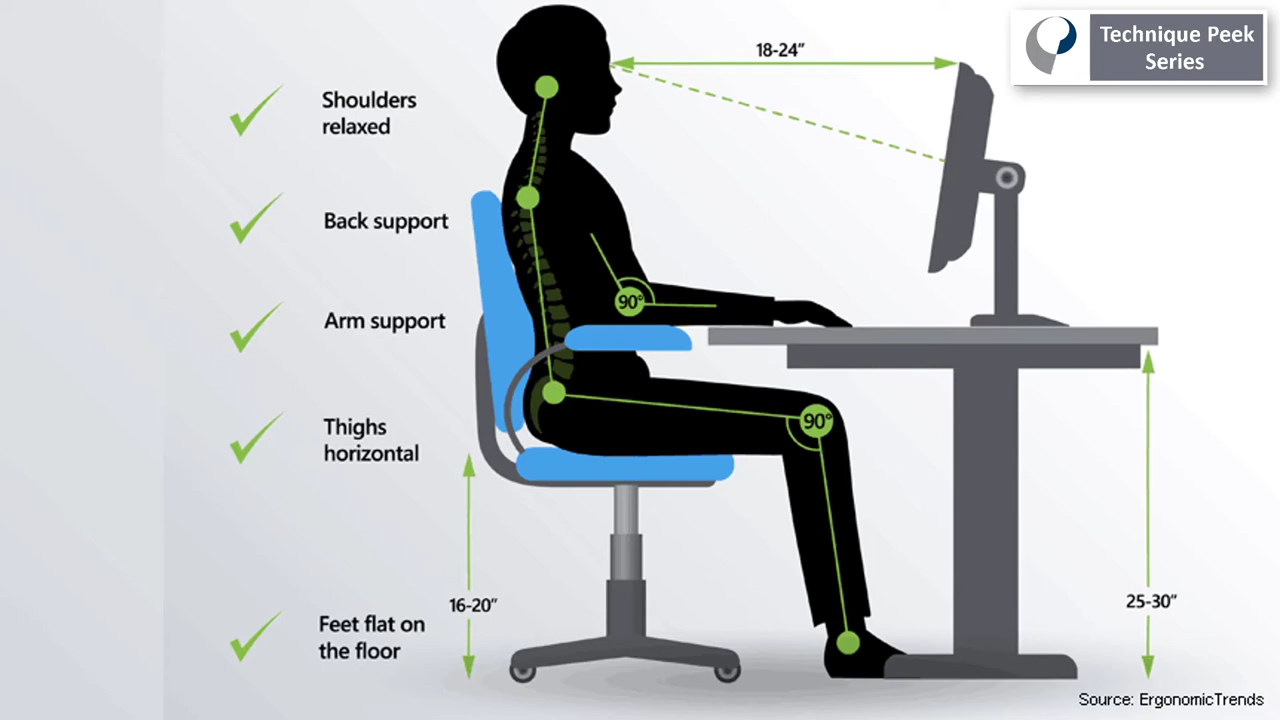 Technique Peek
Series
18-24”
Shoulders
relaxed
Back support
90°
Arm support
Thighs
horizontal
90°
16-20”
25-30”
Feet flat on
the floor
Source: ErgonomicTrends